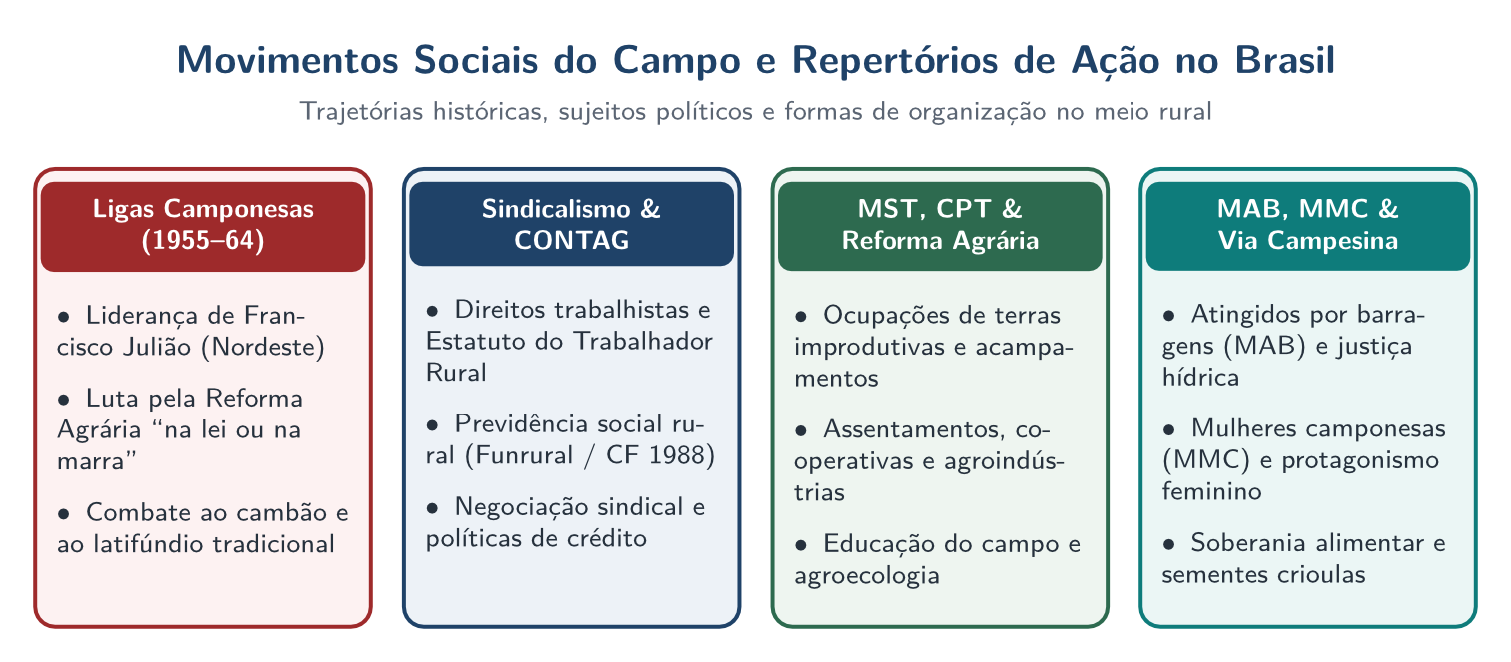 Movimentos Sociais do Campo e Repertórios de Ação no Brasil
Trajetórias históricas, sujeitos políticos e formas de organização no meio rural
Ligas Camponesas
(1955–64)
• Liderança de Fran-
cisco Julião (Nordeste)
• Luta pela Reforma
Agrária “na lei ou na
marra”
• Combate ao cambão e
ao latifúndio tradicional
Sindicalismo &
CONTAG
• Direitos trabalhistas e
Estatuto do Trabalhador
Rural
• Previdência social ru-
ral (Funrural / CF 1988)
• Negociação sindical e
políticas de crédito
MST, CPT &
Reforma Agrária
• Ocupações de terras
improdutivas e acampa-
mentos
• Assentamentos, co-
operativas e agroindús-
trias
• Educação do campo e
agroecologia
MAB, MMC &
Via Campesina
• Atingidos por barra-
gens (MAB) e justiça
hídrica
• Mulheres camponesas
(MMC) e protagonismo
feminino
• Soberania alimentar e
sementes crioulas